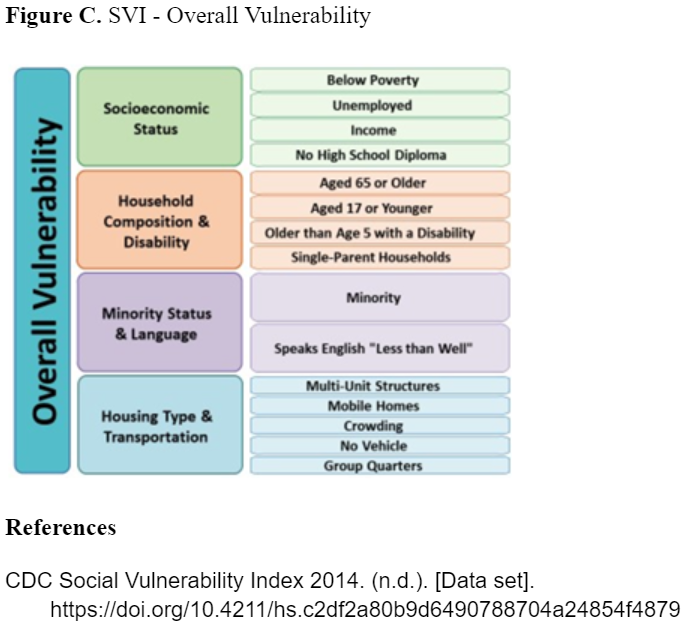 Figure C. SVI - Overall Vulnerability
Overall Vulnerability
Socioeconomic
Status
Below Poverty
Unemployed
Income
No High School Diploma
Household
Composition &
Disability
Aged 65 or Older
Aged 17 or Younger
Older than Age 5 with a Disability
Single-Parent Households
Minority Status
& Language
Minority
Speaks English "Less than Well"
Housing Type &
Transportation
Multi-Unit Structures
Mobile Homes
Crowding
No Vehicle
Group Quarters
References
CDC Social Vulnerability Index 2014. (n.d.). [Data set].
https://doi.org/10.4211/hs.c2df2a80b9d6490788704a24854f4879